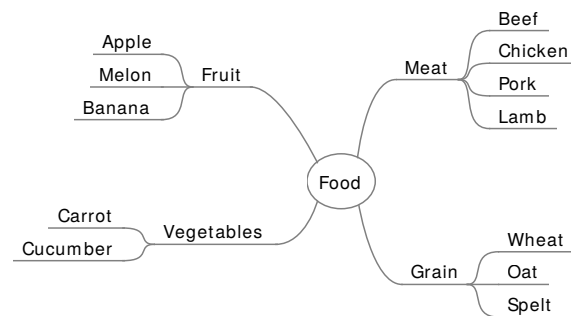 Food
Fruit
Apple
Melon
Banana
Vegetables
Carrot
Cucumber
Meat
Beef
Chicken
Pork
Lamb
Grain
Wheat
Oat
Spelt